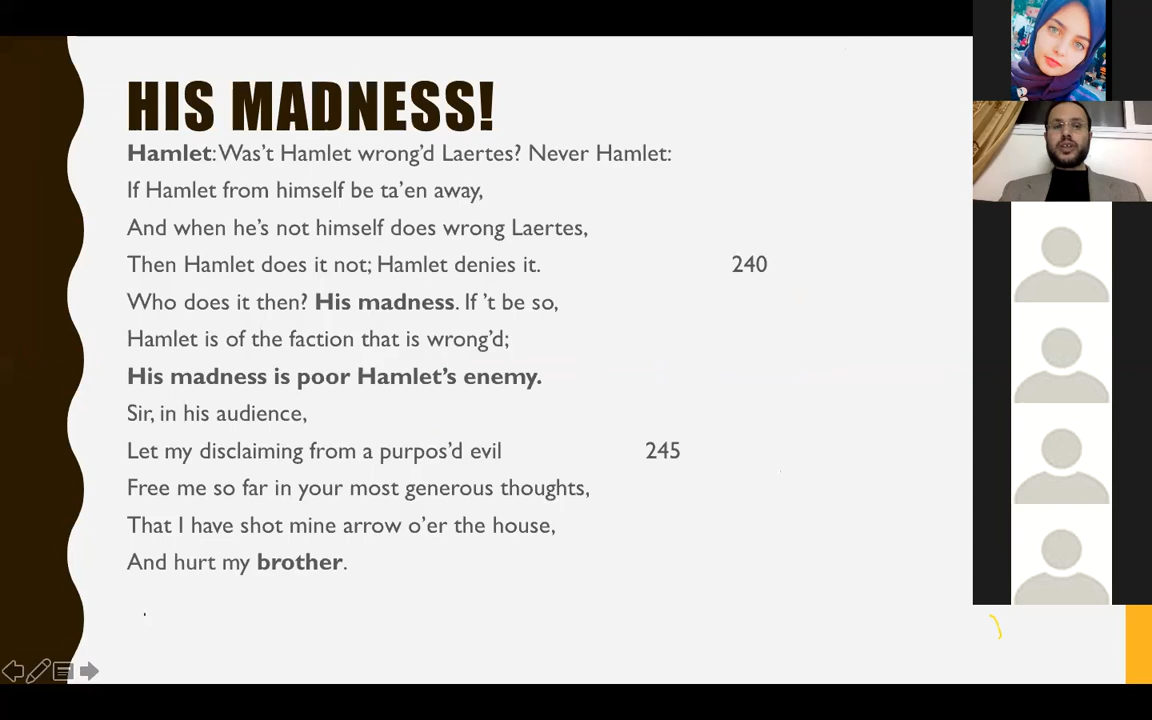 HIS MADNESS!
Hamlet: Was't Hamlet wrong'd Laertes? Never Hamlet:
If Hamlet from himself be ta'en away,
And when he's not himself does wrong Laertes,
Then Hamlet does it not; Hamlet denies it. 240
Who does it then? His madness. If 't be so,
Hamlet is of the faction that is wrong'd;
His madness is poor Hamlet's enemy.
Sir, in his audience,
Let my disclaiming from a purpos'd evil 245
Free me so far in your most generous thoughts,
That I have shot mine arrow o'er the house,
And hurt my brother.